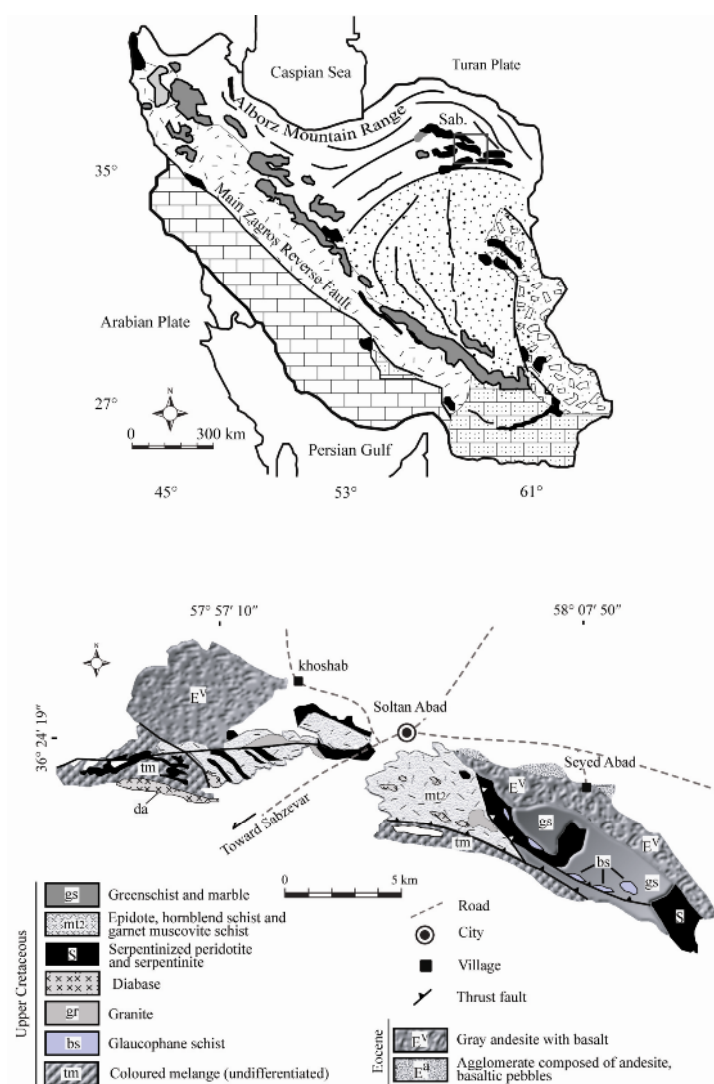 Caspian Sea
Turan Plate
Alborz Mountain Range
Sab.
35°
Main Zagros Reverse Fault
Arabian Plate
27°
N
0 300 km
Persian Gulf
45° 53° 61°
57° 57' 10" 58° 07' 50"
N
khoshab
E^V
Soltan Abad
36° 24' 19"
Seyed Abad
tm
E^V
da
mt2
gs
Toward Sabzevar
tm
E^V
bs
gs
S
0 5 km
Upper Cretaceous
gs Greenschist and marble
mt2 Epidote, hornblend schist and
garnet muscovite schist
S Serpentinized peridotite
and serpentinite
Diabase
gr Granite
bs Glaucophane schist
tm Coloured melange (undifferentiated)
Road
City
Village
Thrust fault
Eocene
E^V Gray andesite with basalt
E^a Agglomerate composed of andesite,
basaltic pebbles